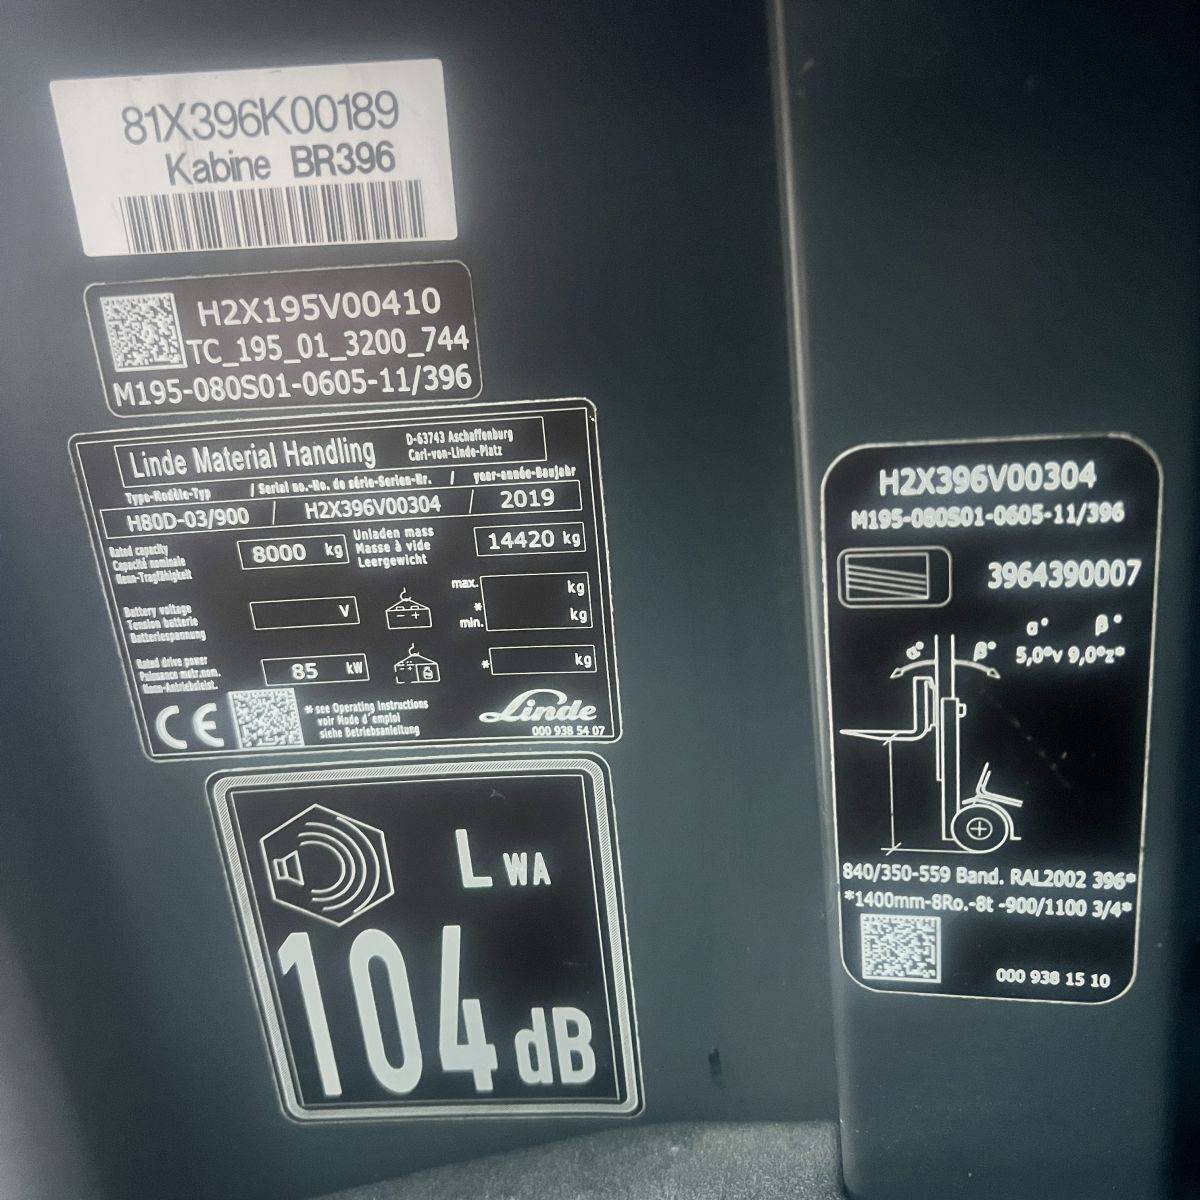 81X396K00189
Kabine BR396
H2X195V00410
TC_195_01_3200_744
M195-080S01-0605-11/396
Linde Material Handling
D-63743 Aschaffenburg
Carl-von-Linde-Platz
Type-Modèle-Typ / Serial no.-No. de série-Serien-Nr. / year-année-Baujahr
H80D-03/900 / H2X396V00304 / 2019
Rated capacity
Capacité nominale
Nenn-Tragfähigkeit
8000 kg
Unladen mass
Masse à vide
Leergewicht
14420 kg
Battery voltage
Tension batterie
Batteriespannung
V
- +
max. kg
*
min. kg
Rated drive power
Puissance motr.nom.
Nenn-Antriebsleist.
85 kW
* kg
CE
* see Operating Instructions
voir Mode d'emploi
siehe Betriebsanleitung
Linde
000 938 54 07
LWA
104 dB
H2X396V00304
M195-080S01-0605-11/396
3964390007
α° β°
5,0°v 9,0°z*
α° β°
840/350-559 Band. RAL2002 396*
*1400mm-8Ro.-8t -900/1100 3/4*
000 938 15 10